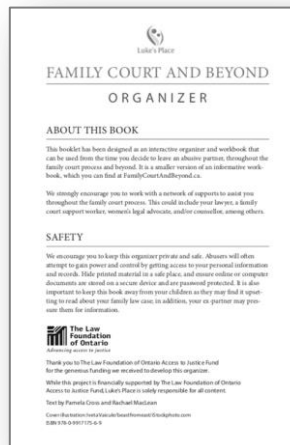 Luke's Place
FAMILY COURT AND BEYOND
ORGANIZER
ABOUT THIS BOOK
This booklet has been designed as an interactive organizer and workbook that
can be used from the time you decide to leave an abusive partner, throughout the
family court process and beyond. It is a smaller version of an informative work-
book, which you can find at FamilyCourtAndBeyond.ca.
We strongly encourage you to work with a network of supports to assist you
throughout the family court process. This could include your lawyer, a family
court support worker, women's legal advocate, and/or counsellor, among others.
SAFETY
We encourage you to keep this organizer private and safe. Abusers will often
attempt to gain power and control by getting access to your personal information
and records. Hide printed material in a safe place, and ensure online or computer
documents are stored on a secure device and are password protected. It is also
important to keep this book away from your children as they may find it upset-
ting to read about your family law case; in addition, your ex-partner may pres-
sure them for information.
The Law
Foundation
of Ontario
Advancing access to justice
Thank you to The Law Foundation of Ontario Access to Justice Fund
for the generous funding we received to develop this organizer.
While this project is financially supported by The Law Foundation of Ontario
Access to Justice Fund, Luke's Place is solely responsible for all content.
Text by Pamela Cross and Rachael MacLean
Cover illustration: